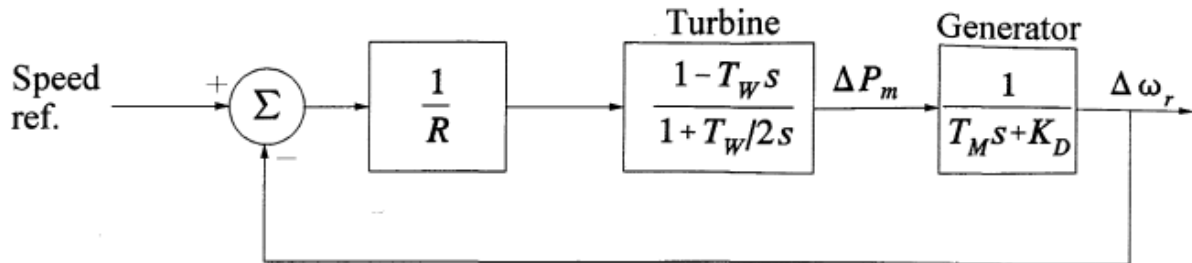 Turbine
Generator
Speed
ref.
+
Σ
−
1
R
1 − T_W s
1 + T_W/2 s
ΔP_m
1
T_M s + K_D
Δω_r